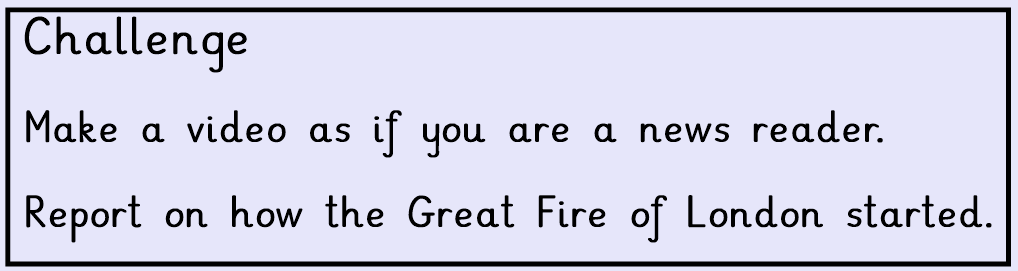 Challenge
Make a video as if you are a news reader.
Report on how the Great Fire of London started.